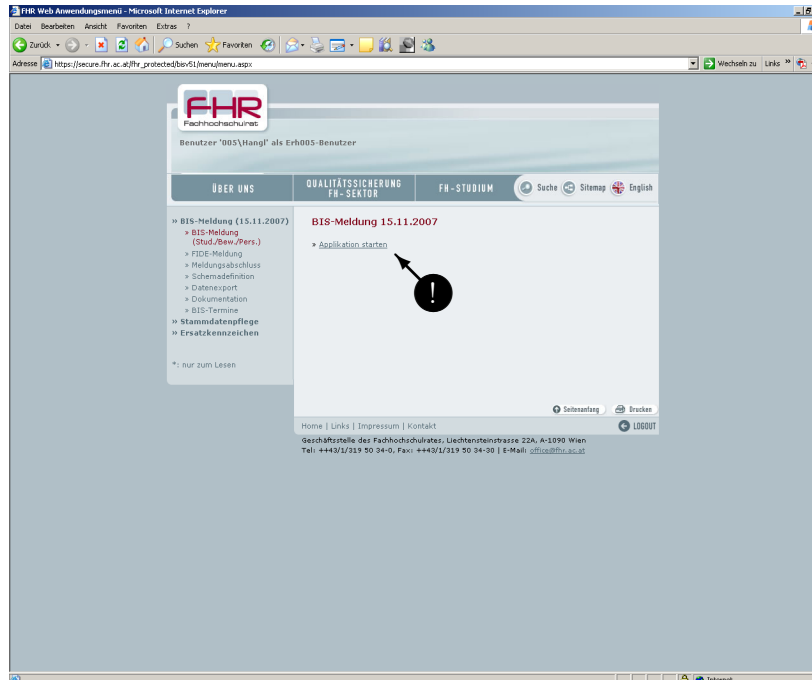 FHR Web Anwendungsmenü - Microsoft Internet Explorer
Datei Bearbeiten Ansicht Favoriten Extras ?
Zurück Suchen Favoriten
Adresse https://secure.fhr.ac.at/fhr_protected/bisv51/menu/menu.aspx Wechseln zu Links »
FHR
Fachhochschulrat
Benutzer '005\Hangl' als Erh005-Benutzer
ÜBER UNS
QUALITÄTSSICHERUNG
FH-SEKTOR
FH-STUDIUM
Suche Sitemap English
» BIS-Meldung (15.11.2007)
» BIS-Meldung
(Stud./Bew./Pers.)
» FIDE-Meldung
» Meldungsabschluss
» Schemadefinition
» Datenexport
» Dokumentation
» BIS-Termine
» Stammdatenpflege
» Ersatzkennzeichen
*: nur zum Lesen
BIS-Meldung 15.11.2007
» Applikation starten
!
Seitenanfang Drucken
Home | Links | Impressum | Kontakt LOGOUT
Geschäftsstelle des Fachhochschulrates, Liechtensteinstrasse 22A, A-1090 Wien
Tel: ++43/1/319 50 34-0, Fax: ++43/1/319 50 34-30 | E-Mail: office@fhr.ac.at
Internet